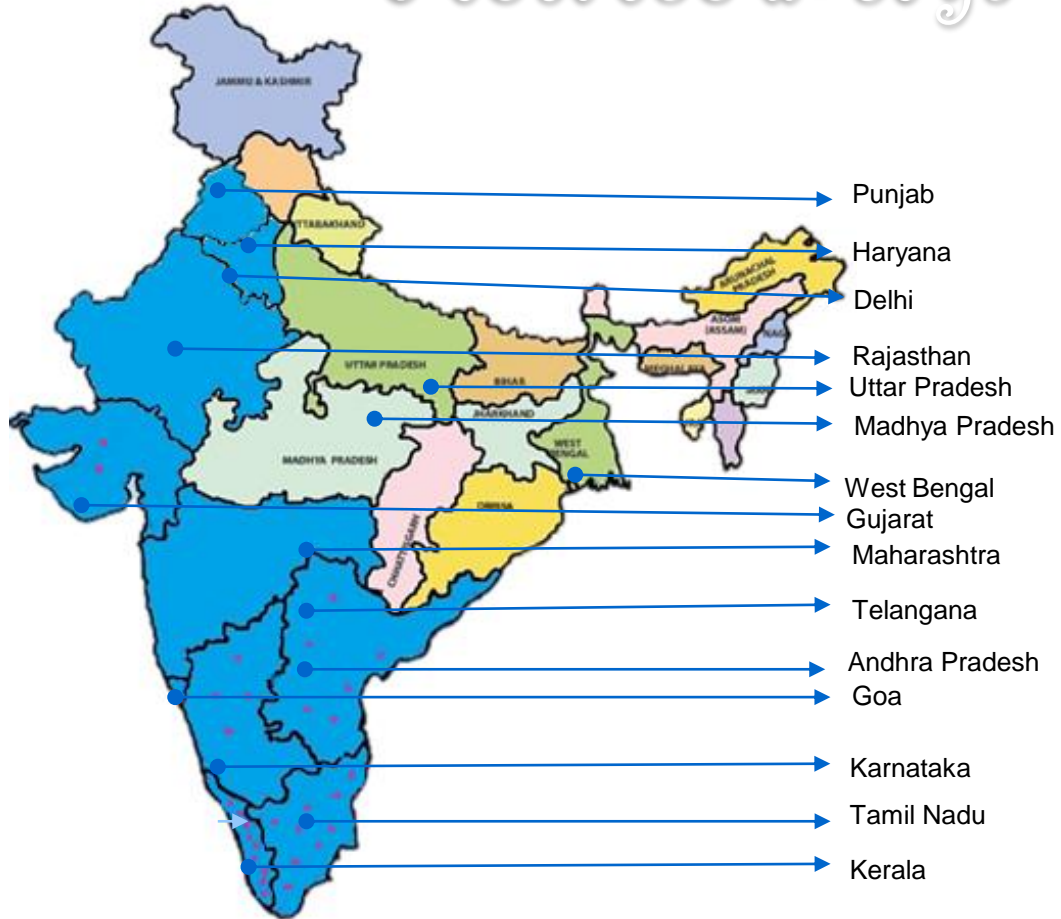 JAMMU & KASHMIR
Punjab
UTTARAKHAND
Haryana
ARUNACHAL
PRADESH
Delhi
ASOM
(ASSAM)
Rajasthan
UTTAR PRADESH
MEGHALAYA
BIHAR
Uttar Pradesh
JHARKHAND
Madhya Pradesh
WEST
BENGAL
MADHYA PRADESH
West Bengal
ORISSA
Gujarat
CHHATTISGARH
Maharashtra
Telangana
Andhra Pradesh
Goa
Karnataka
Tamil Nadu
Kerala